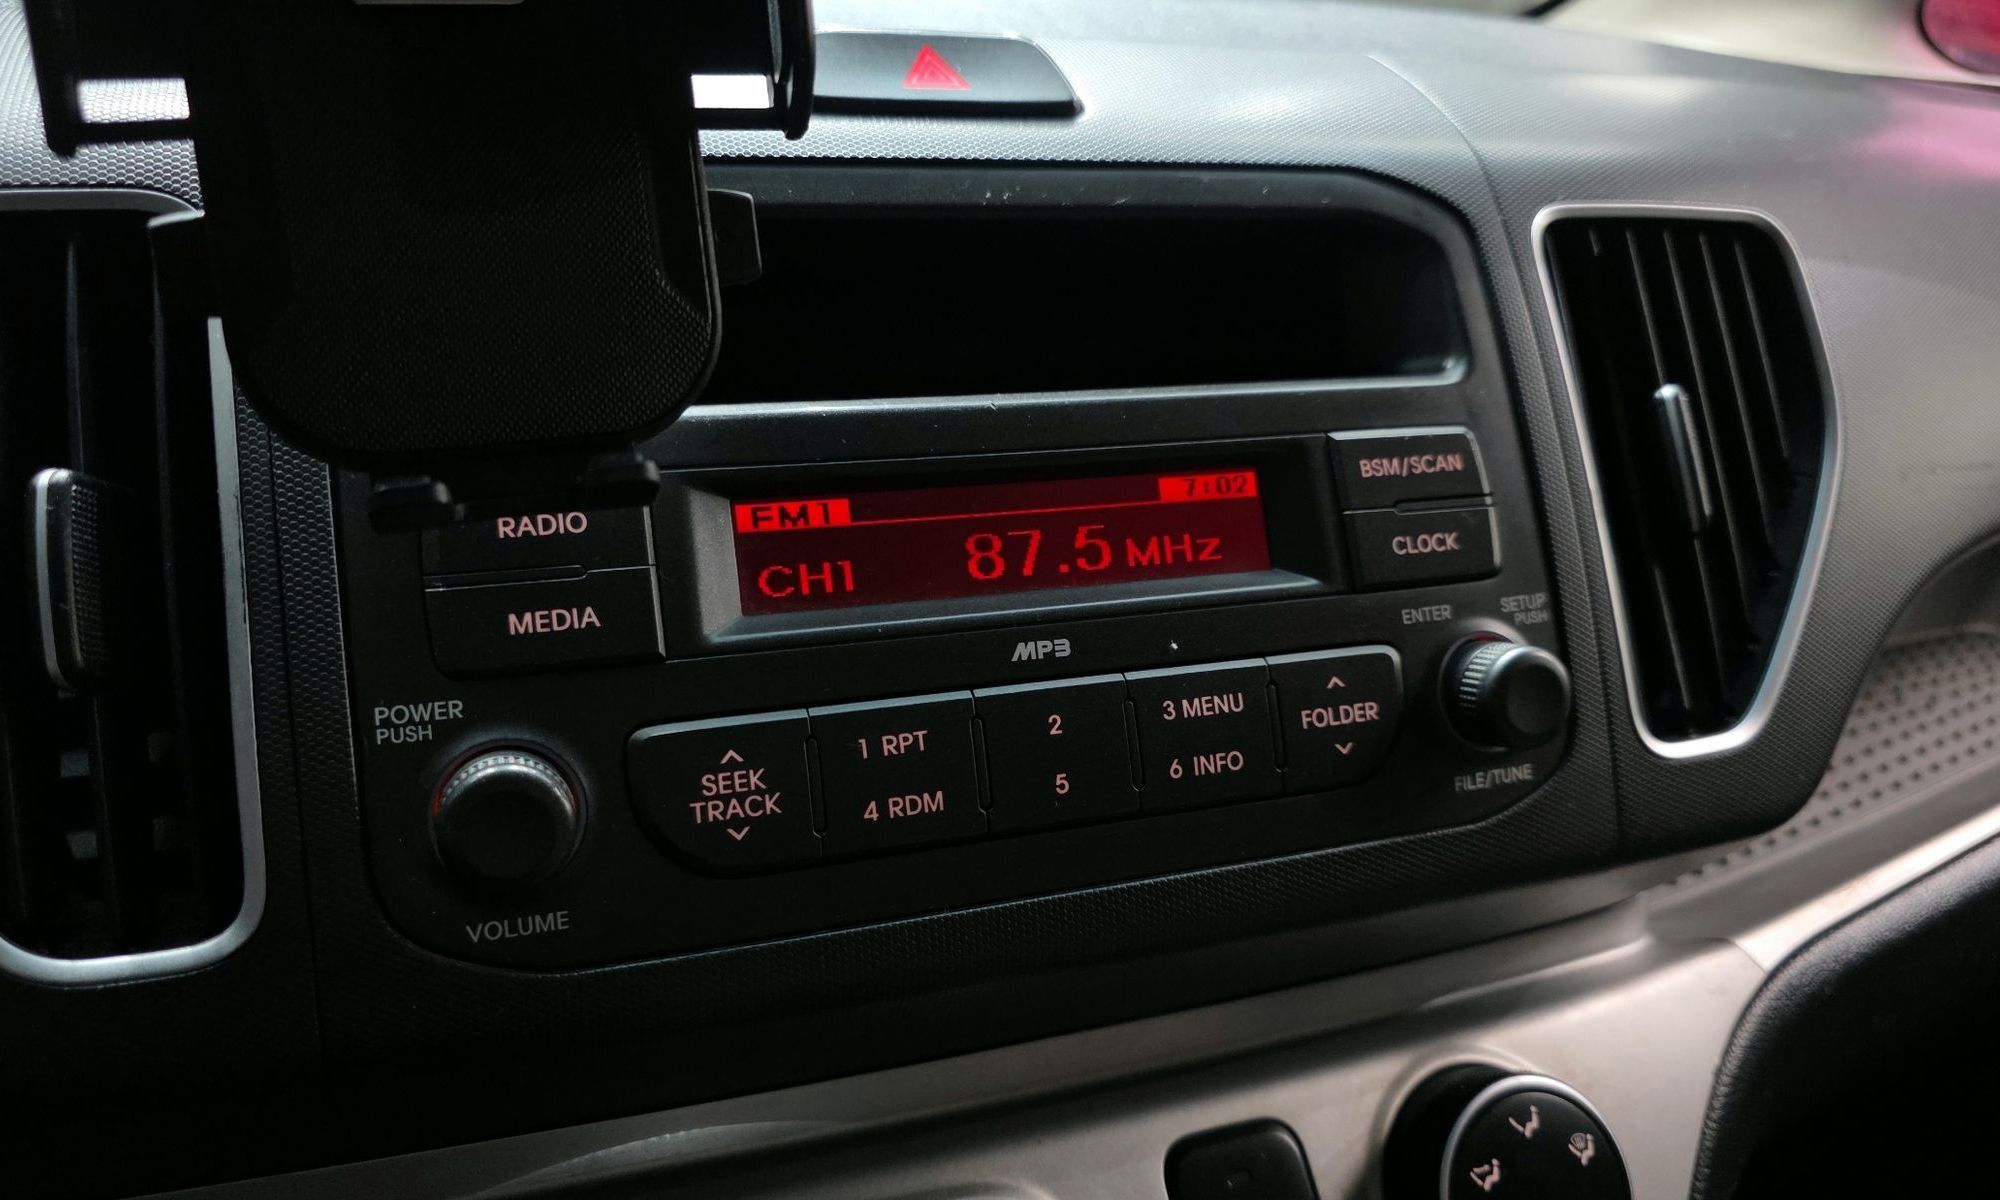 FM1 7:02
CH1 87.5 MHz
RADIO
MEDIA
BSM/SCAN
CLOCK
MP3
POWER
PUSH
VOLUME
SEEK
TRACK
1 RPT
4 RDM
2
5
3 MENU
6 INFO
FOLDER
ENTER
SETUP
PUSH
FILE/TUNE